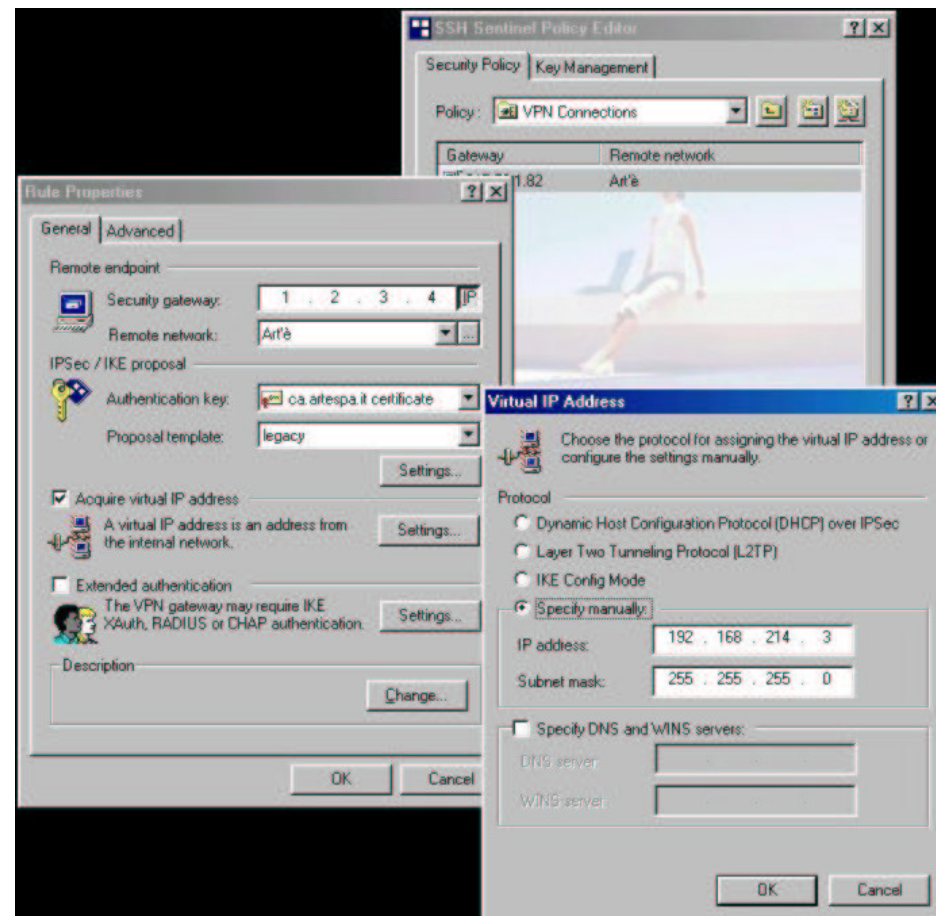 SSH Sentinel Policy Editor
Security Policy
Key Management
Policy:
VPN Connections
Gateway
Remote network
1.82
Art'è
Rule Properties
General
Advanced
Remote endpoint
Security gateway:
1 . 2 . 3 . 4
IP
Remote network:
Art'è
...
IPSec / IKE proposal
Authentication key:
ca.artespa.it certificate
Proposal template:
legacy
Settings...
Acquire virtual IP address
A virtual IP address is an address from
the internal network.
Settings...
Extended authentication
The VPN gateway may require IKE
XAuth, RADIUS or CHAP authentication.
Settings...
Description
Change...
OK
Cancel
Virtual IP Address
Choose the protocol for assigning the virtual IP address or
configure the settings manually.
Protocol
Dynamic Host Configuration Protocol (DHCP) over IPSec
Layer Two Tunneling Protocol (L2TP)
IKE Config Mode
Specify manually:
IP address:
192 . 168 . 214 . 3
Subnet mask:
255 . 255 . 255 . 0
Specify DNS and WINS servers:
DNS server:
WINS server:
OK
Cancel